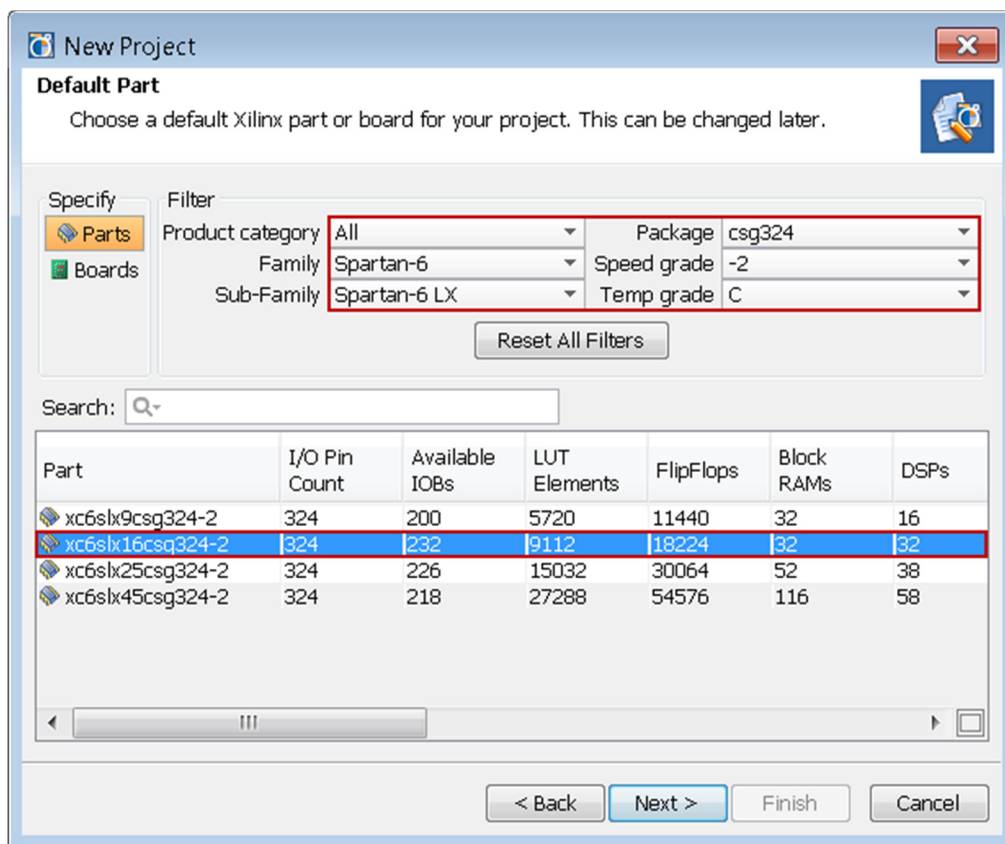 New Project
Default Part
Choose a default Xilinx part or board for your project. This can be changed later.
Specify
Filter
Parts
Boards
Product category All
Package csg324
Family Spartan-6
Speed grade -2
Sub-Family Spartan-6 LX
Temp grade C
Reset All Filters
Search:
Part I/O Pin Count Available IOBs LUT Elements FlipFlops Block RAMs DSPs
xc6slx9csg324-2 324 200 5720 11440 32 16
xc6slx16csg324-2 324 232 9112 18224 32 32
xc6slx25csg324-2 324 226 15032 30064 52 38
xc6slx45csg324-2 324 218 27288 54576 116 58
< Back Next > Finish Cancel